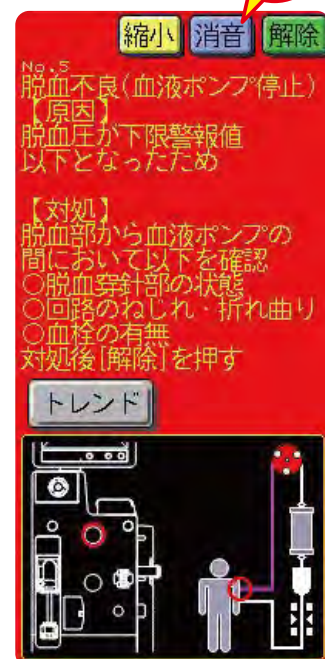 縮小 消音 解除
No.5
脱血不良(血液ポンプ停止)
【原因】
脱血圧が下限警報値
以下となったため
【対処】
脱血部から血液ポンプの
間において以下を確認
○脱血穿針部の状態
○回路のねじれ・折れ曲り
○血栓の有無
対処後[解除]を押す
トレンド